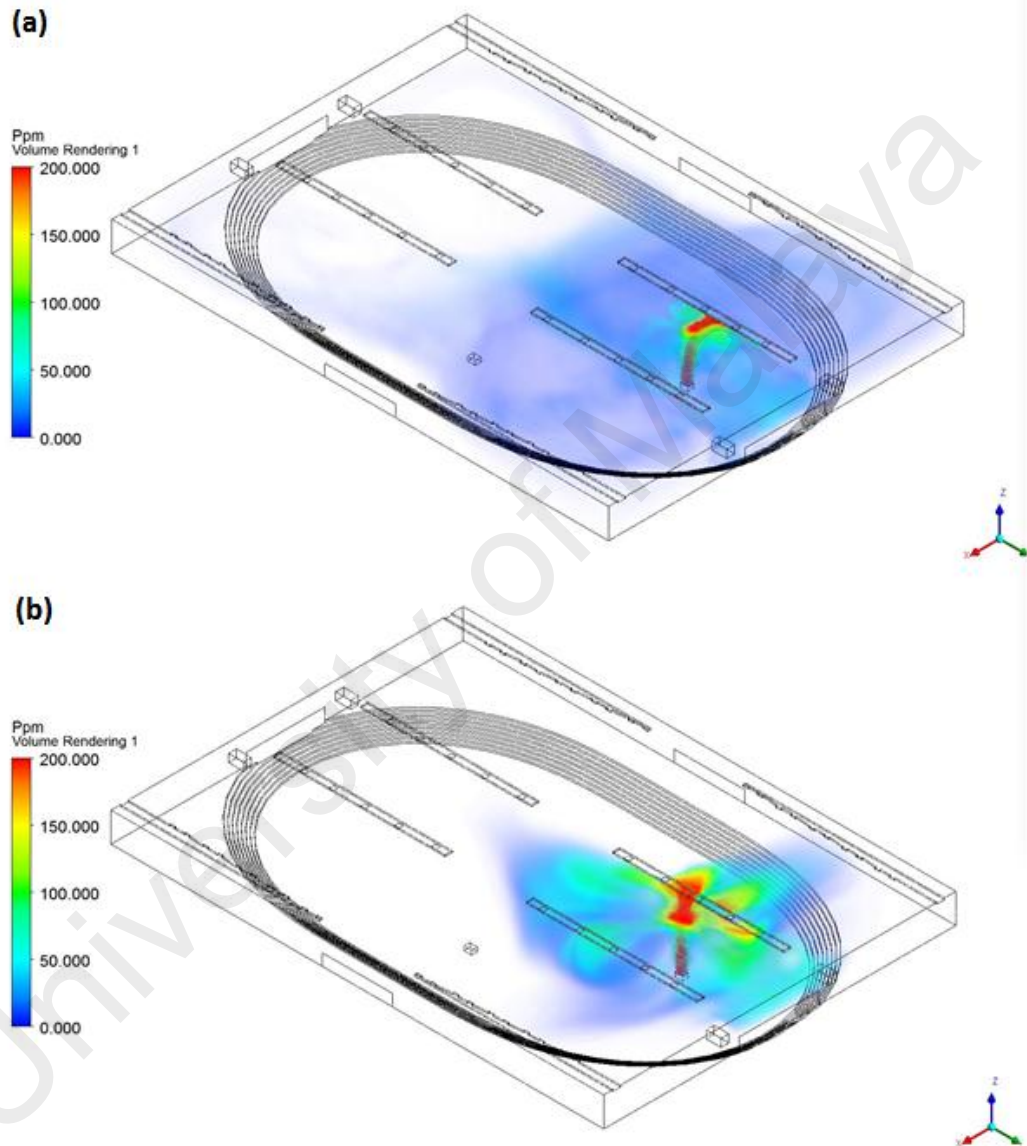 (a)
Ppm
Volume Rendering 1
200.000
150.000
100.000
50.000
0.000
z
x
(b)
Ppm
Volume Rendering 1
200.000
150.000
100.000
50.000
0.000
z
x
University of Malaya